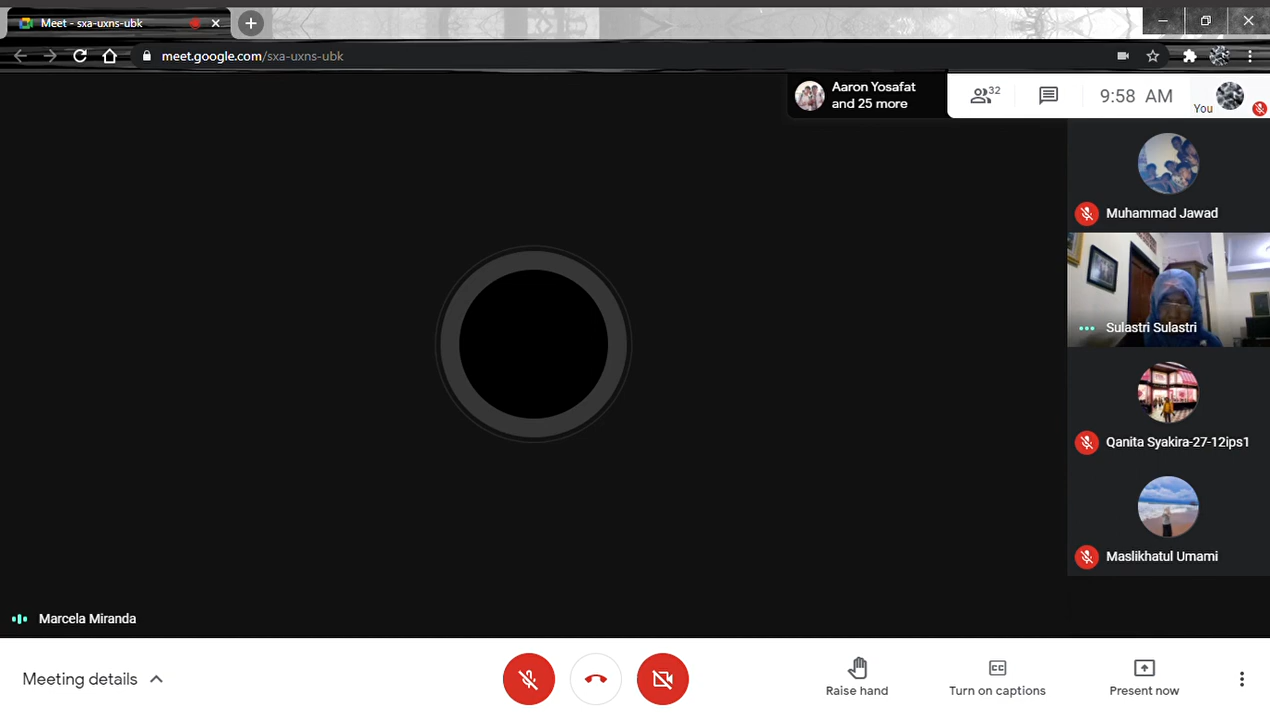 Meet - sxa-uxns-ubk
meet.google.com/sxa-uxns-ubk
Aaron Yosafat
and 25 more
32
9:58 AM
You
Muhammad Jawad
Sulastri Sulastri
Qanita Syakira-27-12ips1
Maslikhatul Umami
Marcela Miranda
Meeting details
Raise hand
CC
Turn on captions
Present now